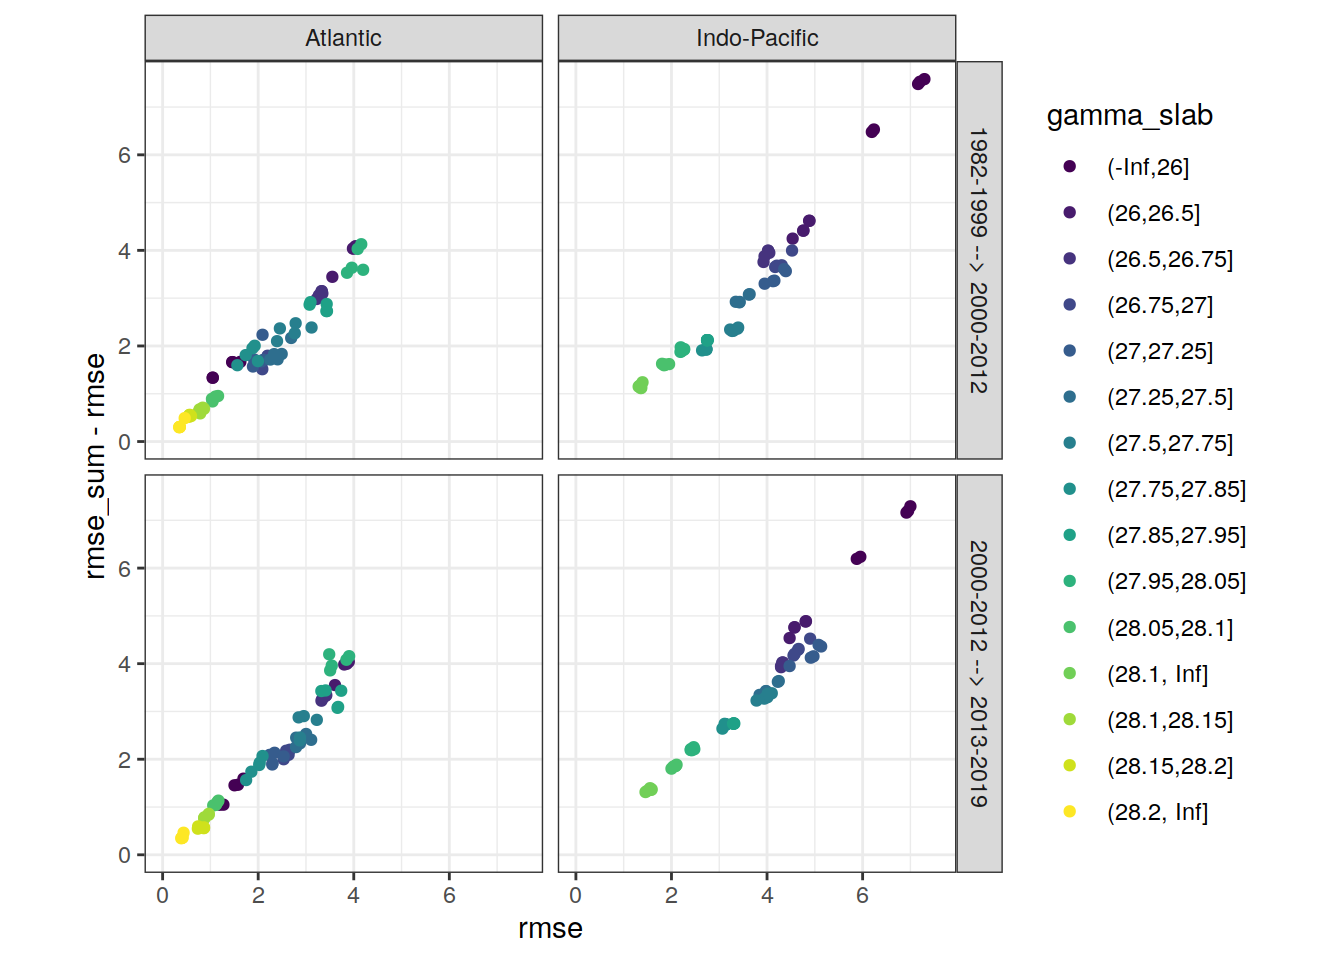 Atlantic
Indo-Pacific
6
4
2
0
1982-1999 --> 2000-2012
rmse_sum - rmse
6
4
2
0
2000-2012 --> 2013-2019
0
2
4
6
0
2
4
6
rmse
gamma_slab
(-Inf,26]
(26,26.5]
(26.5,26.75]
(26.75,27]
(27,27.25]
(27.25,27.5]
(27.5,27.75]
(27.75,27.85]
(27.85,27.95]
(27.95,28.05]
(28.05,28.1]
(28.1, Inf]
(28.1,28.15]
(28.15,28.2]
(28.2, Inf]